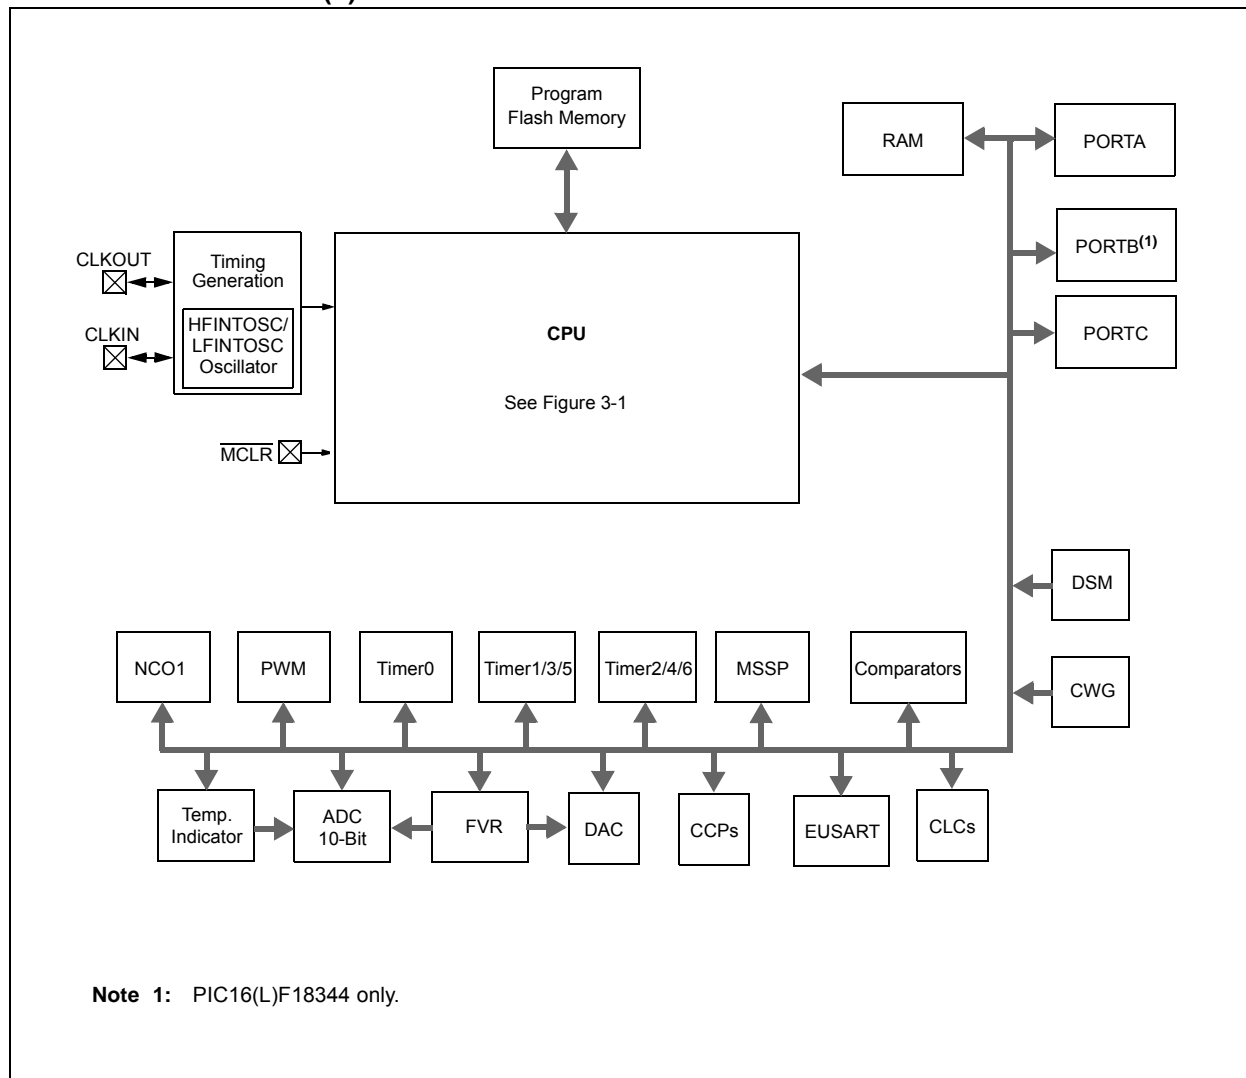 Program
Flash Memory
RAM
PORTA
CLKOUT
Timing
Generation
PORTB(1)
CLKIN
HFINTOSC/
LFINTOSC
Oscillator
CPU
PORTC
See Figure 3-1
MCLR
DSM
NCO1
PWM
Timer0
Timer1/3/5
Timer2/4/6
MSSP
Comparators
CWG
Temp.
Indicator
ADC
10-Bit
FVR
DAC
CCPs
EUSART
CLCs
Note 1: PIC16(L)F18344 only.